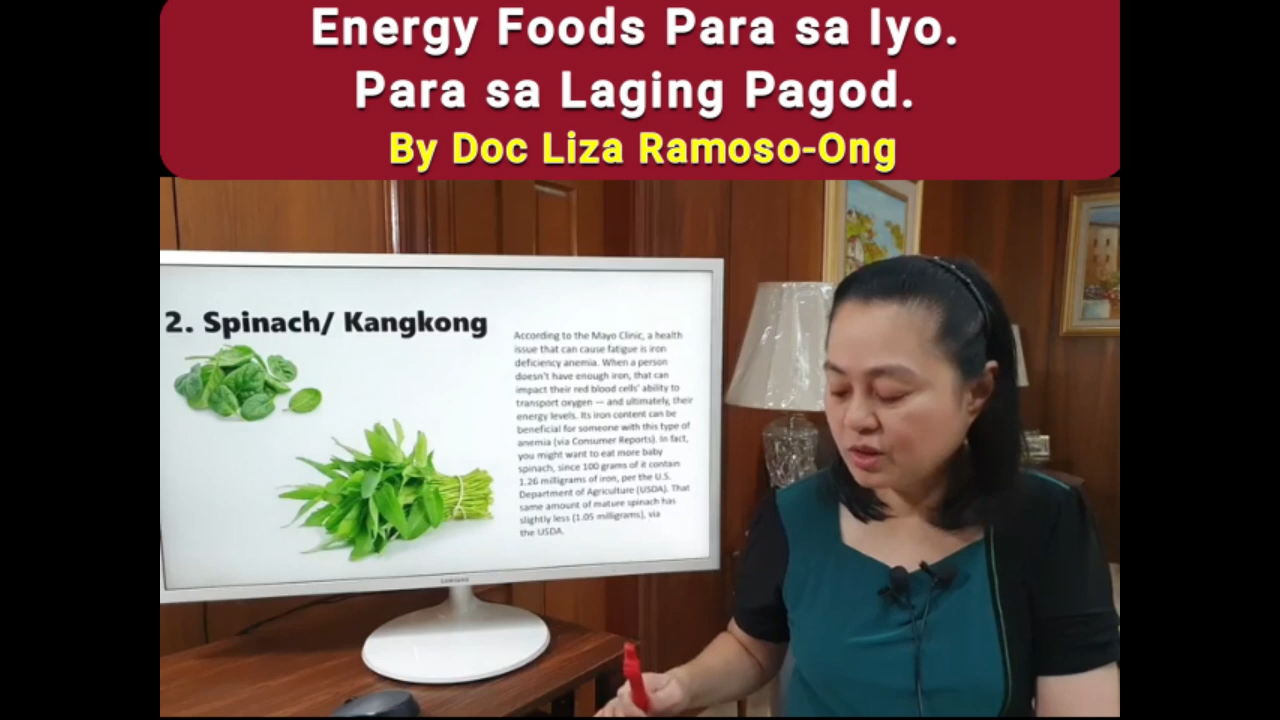 Energy Foods Para sa Iyo.
Para sa Laging Pagod.
By Doc Liza Ramoso-Ong
2. Spinach/ Kangkong
According to the Mayo Clinic, a health
issue that can cause fatigue is iron
deficiency anemia. When a person
doesn't have enough iron, that can
impact their red blood cells' ability to
transport oxygen — and ultimately, their
energy levels. Its iron content can be
beneficial for someone with this type of
anemia (via Consumer Reports). In fact,
you might want to eat more baby
spinach, since 100 grams of it contain
1.26 milligrams of iron, per the U.S.
Department of Agriculture (USDA). That
same amount of mature spinach has
slightly less (1.05 milligrams), via
the USDA.
SAMSUNG